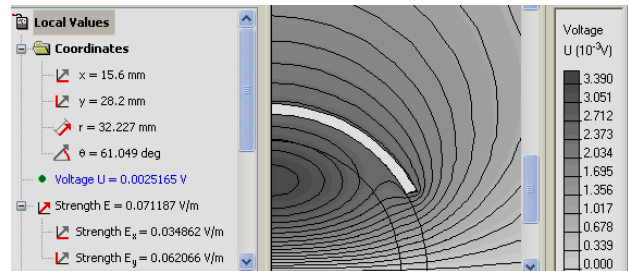 Local Values
Coordinates
x = 15.6 mm
y = 28.2 mm
r = 32.227 mm
θ = 61.049 deg
Voltage U = 0.0025165 V
Strength E = 0.071187 V/m
Strength Ex = 0.034862 V/m
Strength Ey = 0.062066 V/m
Voltage
U (10⁻³V)
3.390
3.051
2.712
2.373
2.034
1.695
1.356
1.017
0.678
0.339
0.000